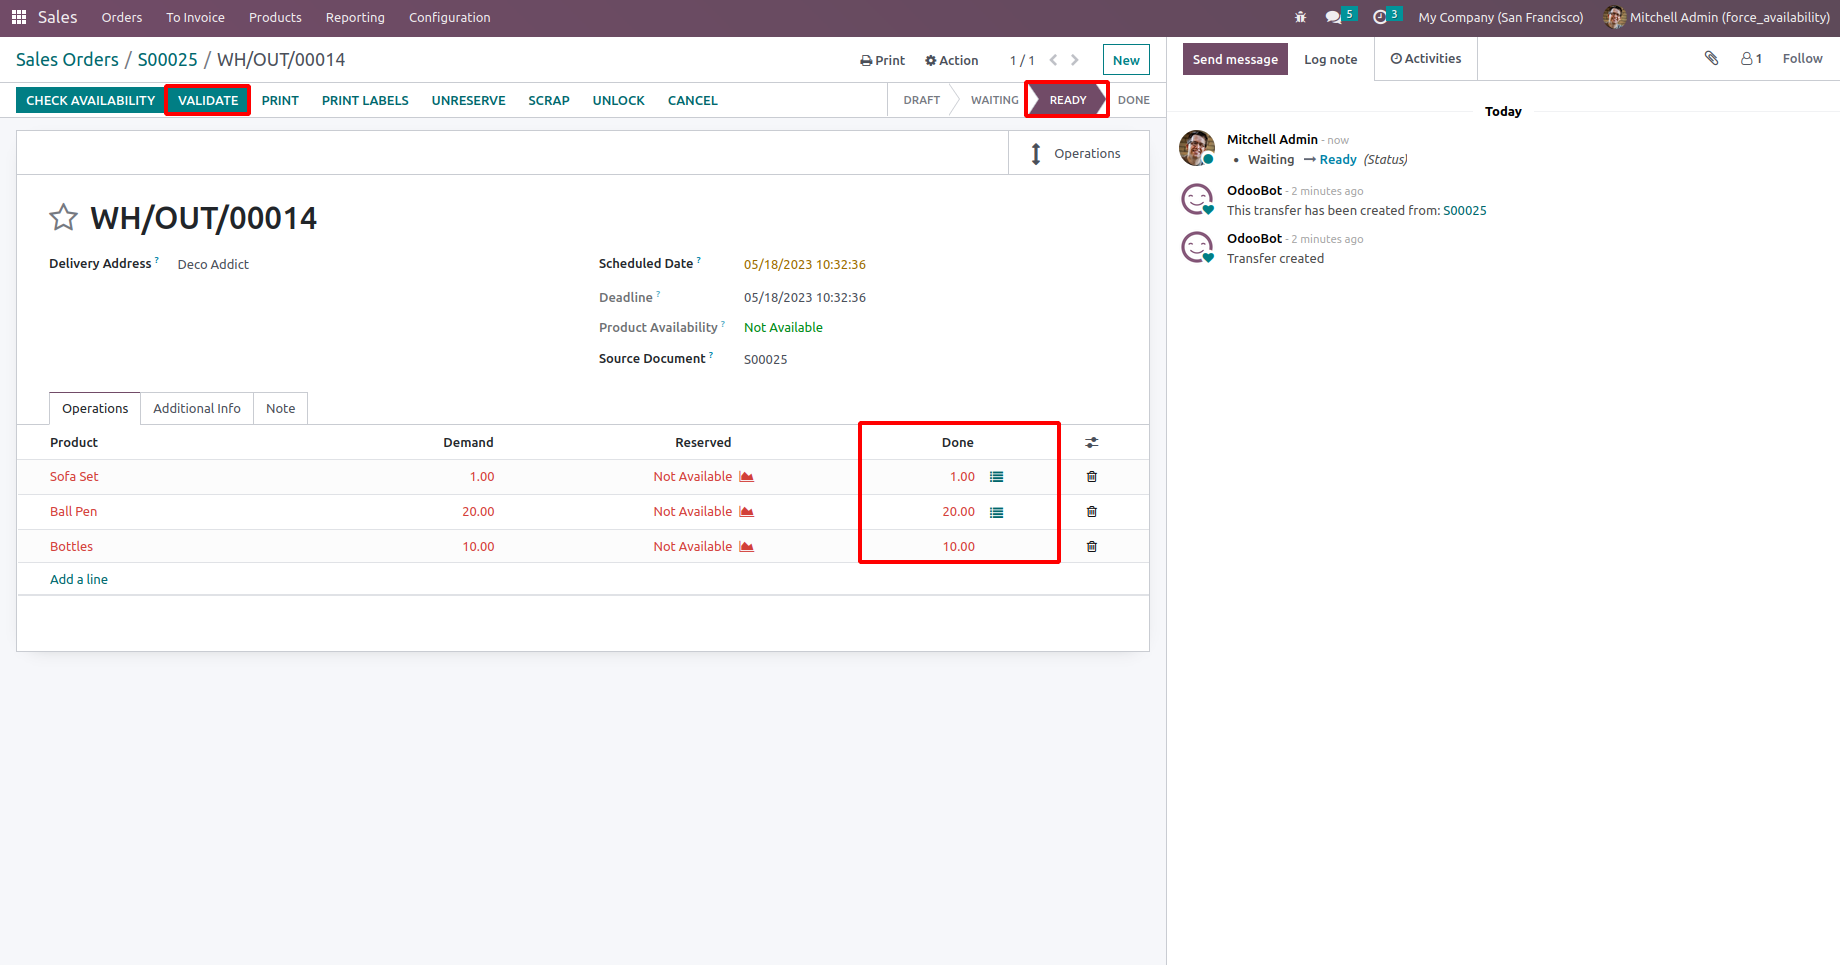 Sales Orders To Invoice Products Reporting Configuration 5 3 My Company (San Francisco) Mitchell Admin (force_availability)
Sales Orders / S00025 / WH/OUT/00014 Print Action 1 / 1 New
CHECK AVAILABILITY VALIDATE PRINT PRINT LABELS UNRESERVE SCRAP UNLOCK CANCEL DRAFT WAITING READY DONE
Operations
WH/OUT/00014
Delivery Address ? Deco Addict
Scheduled Date ? 05/18/2023 10:32:36
Deadline ? 05/18/2023 10:32:36
Product Availability ? Not Available
Source Document ? S00025
Operations Additional Info Note
Product Demand Reserved Done
Sofa Set 1.00 Not Available 1.00
Ball Pen 20.00 Not Available 20.00
Bottles 10.00 Not Available 10.00
Add a line
Send message Log note Activities 1 Follow
Today
Mitchell Admin - now
• Waiting → Ready (Status)
OdooBot - 2 minutes ago
This transfer has been created from: S00025
OdooBot - 2 minutes ago
Transfer created